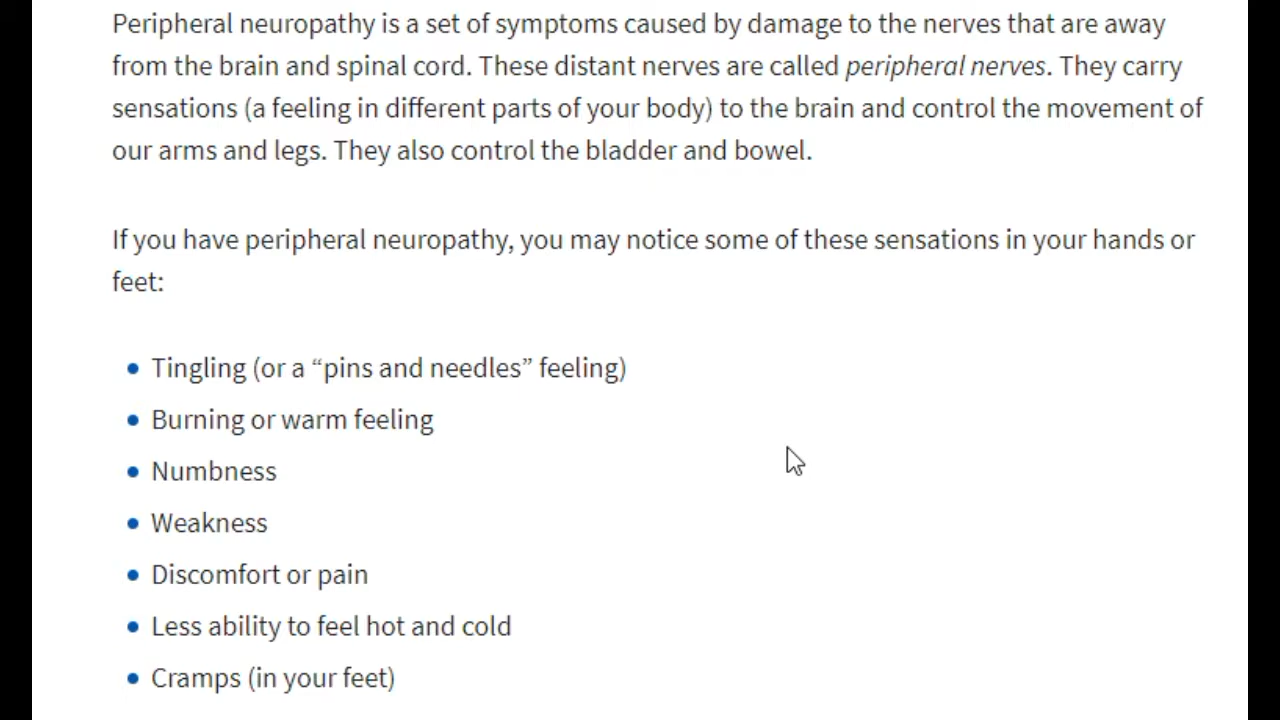 Peripheral neuropathy is a set of symptoms caused by damage to the nerves that are away
from the brain and spinal cord. These distant nerves are called peripheral nerves. They carry
sensations (a feeling in different parts of your body) to the brain and control the movement of
our arms and legs. They also control the bladder and bowel.
If you have peripheral neuropathy, you may notice some of these sensations in your hands or
feet:
• Tingling (or a “pins and needles” feeling)
• Burning or warm feeling
• Numbness
• Weakness
• Discomfort or pain
• Less ability to feel hot and cold
• Cramps (in your feet)